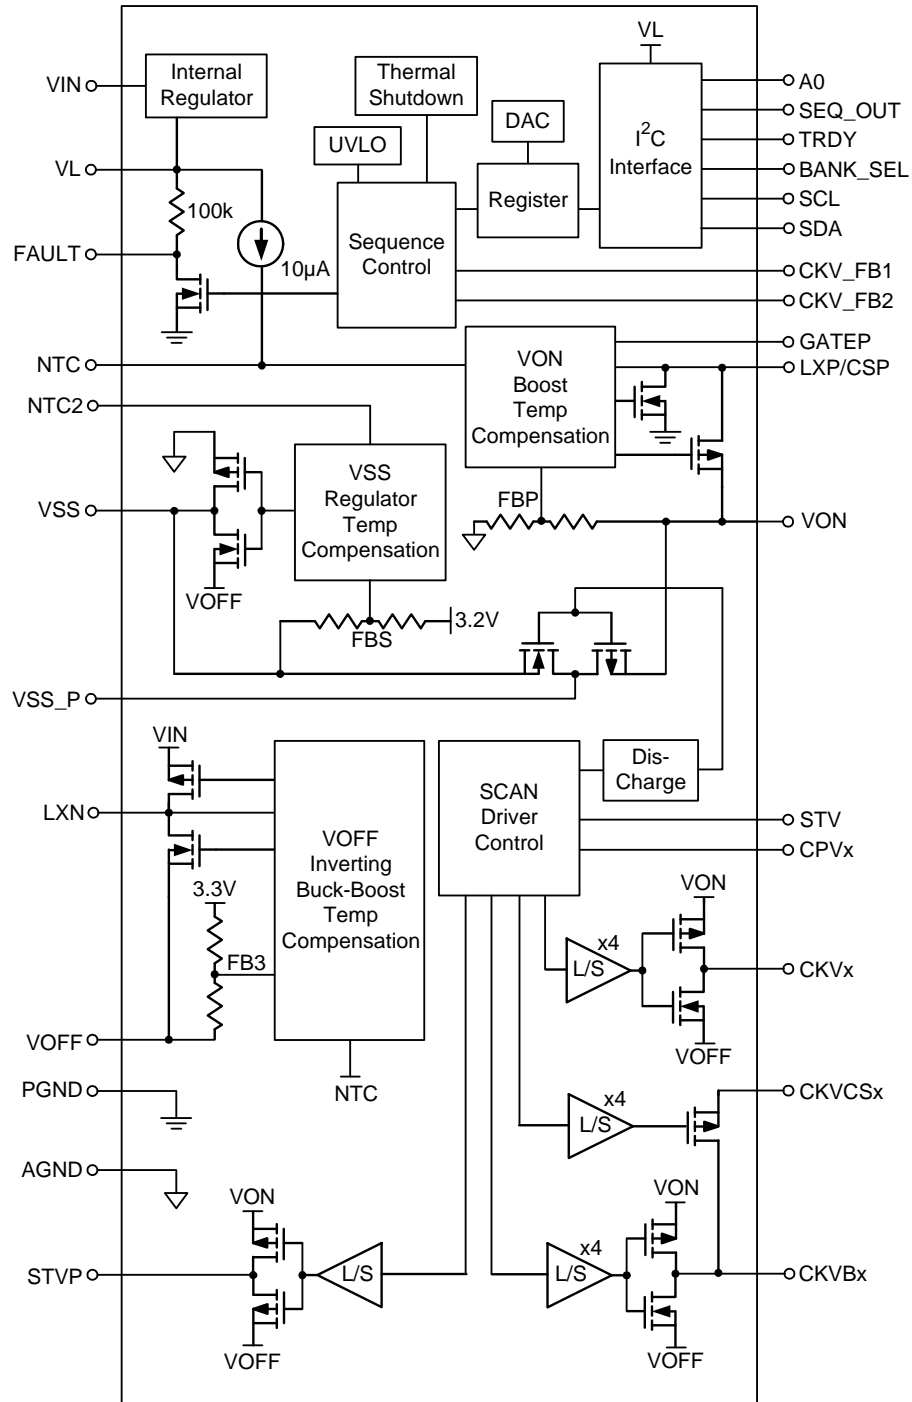 VL
VIN
Internal
Regulator
Thermal
Shutdown
A0
SEQ_OUT
DAC
I2C
Interface
TRDY
UVLO
VL
BANK_SEL
100k
Register
SCL
SDA
FAULT
10µA
Sequence
Control
CKV_FB1
CKV_FB2
GATEP
NTC
VON
Boost
Temp
Compensation
LXP/CSP
NTC2
VSS
VSS
Regulator
Temp
Compensation
FBP
VON
VOFF
FBS
3.2V
VSS_P
VIN
Dis-
Charge
LXN
SCAN
Driver
Control
STV
VOFF
Inverting
Buck-Boost
Temp
Compensation
CPVx
3.3V
VON
x4
L/S
FB3
CKVx
VOFF
VOFF
NTC
PGND
CKVCSx
x4
L/S
AGND
VON
VON
x4
STVP
L/S
L/S
CKVBx
VOFF
VOFF